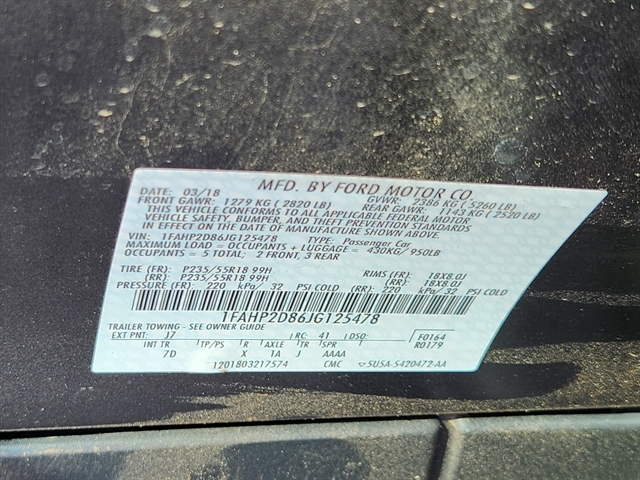 MFD. BY FORD MOTOR CO.
DATE: 03/18 GVWR: 2386 KG ( 5260 LB)
FRONT GAWR: 1279 KG ( 2820 LB) REAR GAWR: 1143 KG ( 2520 LB)
THIS VEHICLE CONFORMS TO ALL APPLICABLE FEDERAL MOTOR
VEHICLE SAFETY, BUMPER, AND THEFT PREVENTION STANDARDS
IN EFFECT ON THE DATE OF MANUFACTURE SHOWN ABOVE.
VIN: 1FAHP2D86JG125478 TYPE: Passenger Car
MAXIMUM LOAD = OCCUPANTS + LUGGAGE = 430KG/ 950LB
OCCUPANTS = 5 TOTAL; 2 FRONT, 3 REAR
TIRE (FR): P235/55R18 99H RIMS (FR): 18X8.0J
(RR): P235/55R18 99H (RR): 18X8.0J
PRESSURE (FR): 220 kPa/ 32 PSI COLD (RR): 220 kPa/ 32 PSI COLD
1FAHP2D86JG125478
TRAILER TOWING - SEE OWNER GUIDE
EXT PNT: J7 RC: 41 DSO: F0164
INT TR TP/PS R AXLE TR SPR R0179
7D X 1A J AAAA
1201803217574 CMC 5USA-5420472-AA